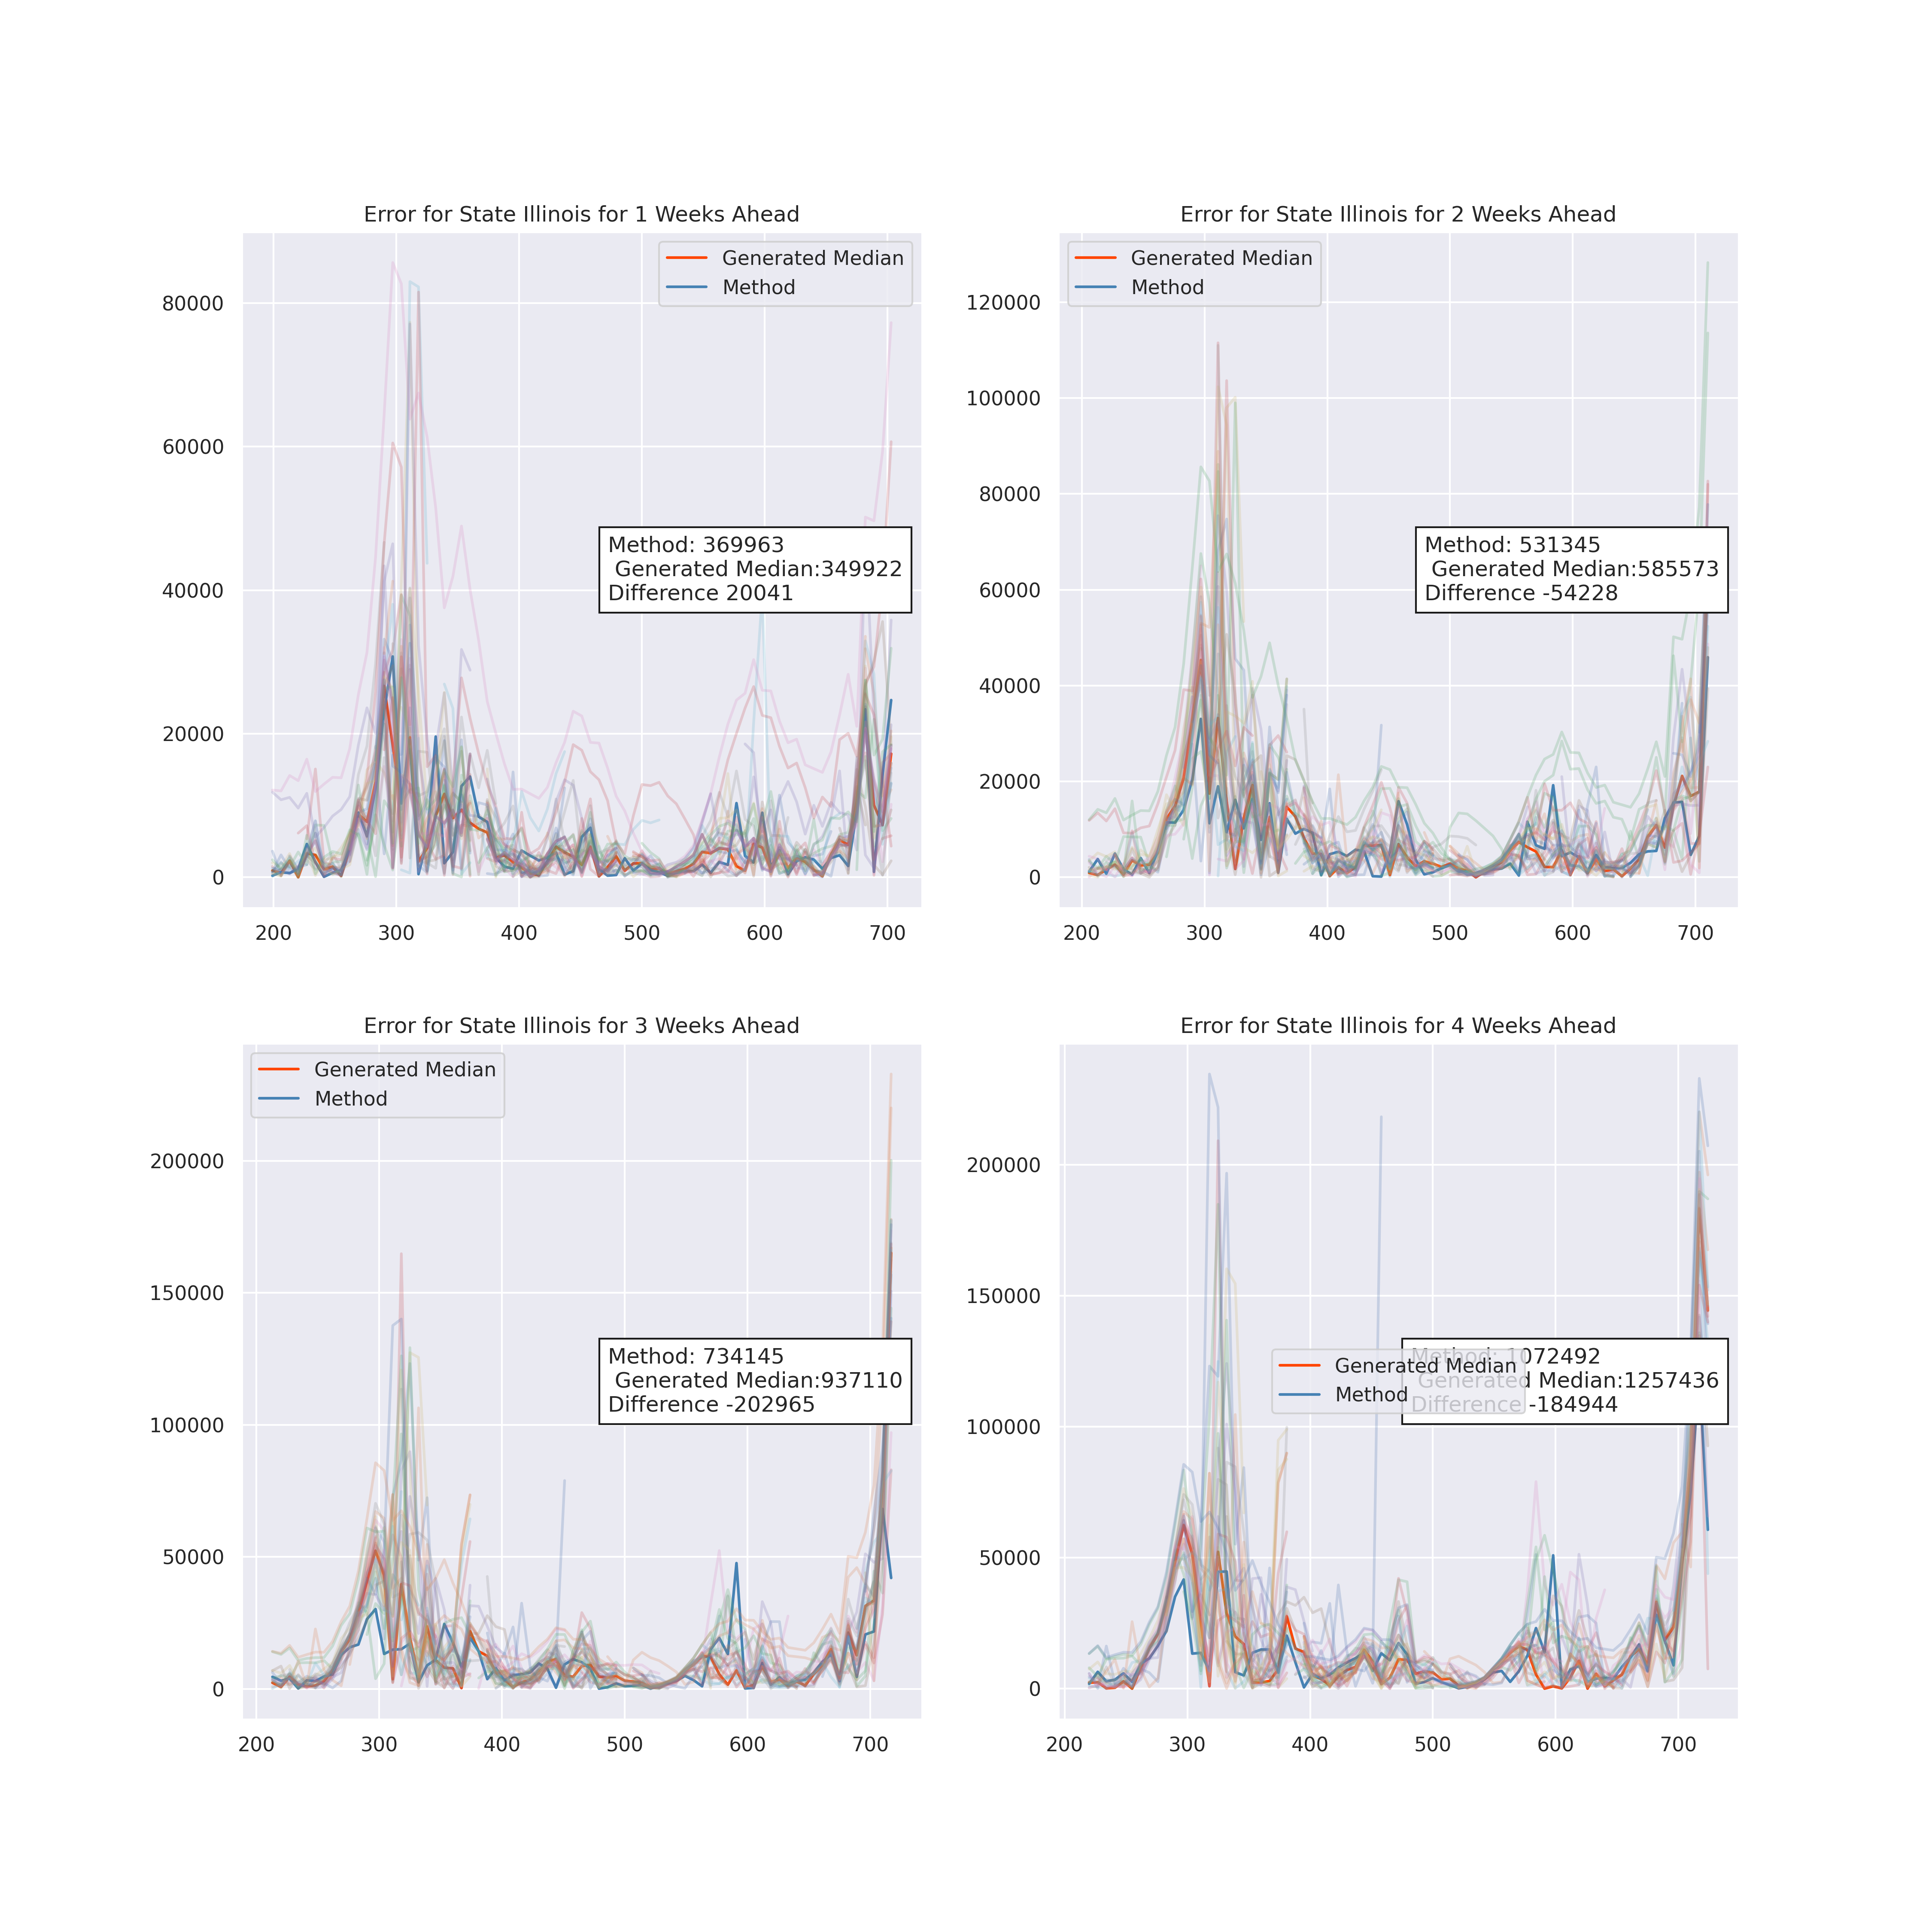 Error for State Illinois for 1 Weeks Ahead
Generated Median
Method
80000
60000
40000
20000
0
Method: 369963
Generated Median:349922
Difference 20041
200 300 400 500 600 700
Error for State Illinois for 2 Weeks Ahead
Generated Median
Method
120000
100000
80000
60000
40000
20000
0
Method: 531345
Generated Median:585573
Difference -54228
200 300 400 500 600 700
Error for State Illinois for 3 Weeks Ahead
Generated Median
Method
200000
150000
100000
50000
0
Method: 734145
Generated Median:937110
Difference -202965
200 300 400 500 600 700
Error for State Illinois for 4 Weeks Ahead
200000
150000
100000
50000
0
Generated Median
Method
Method: 1072492
Generated Median:1257436
Difference -184944
200 300 400 500 600 700